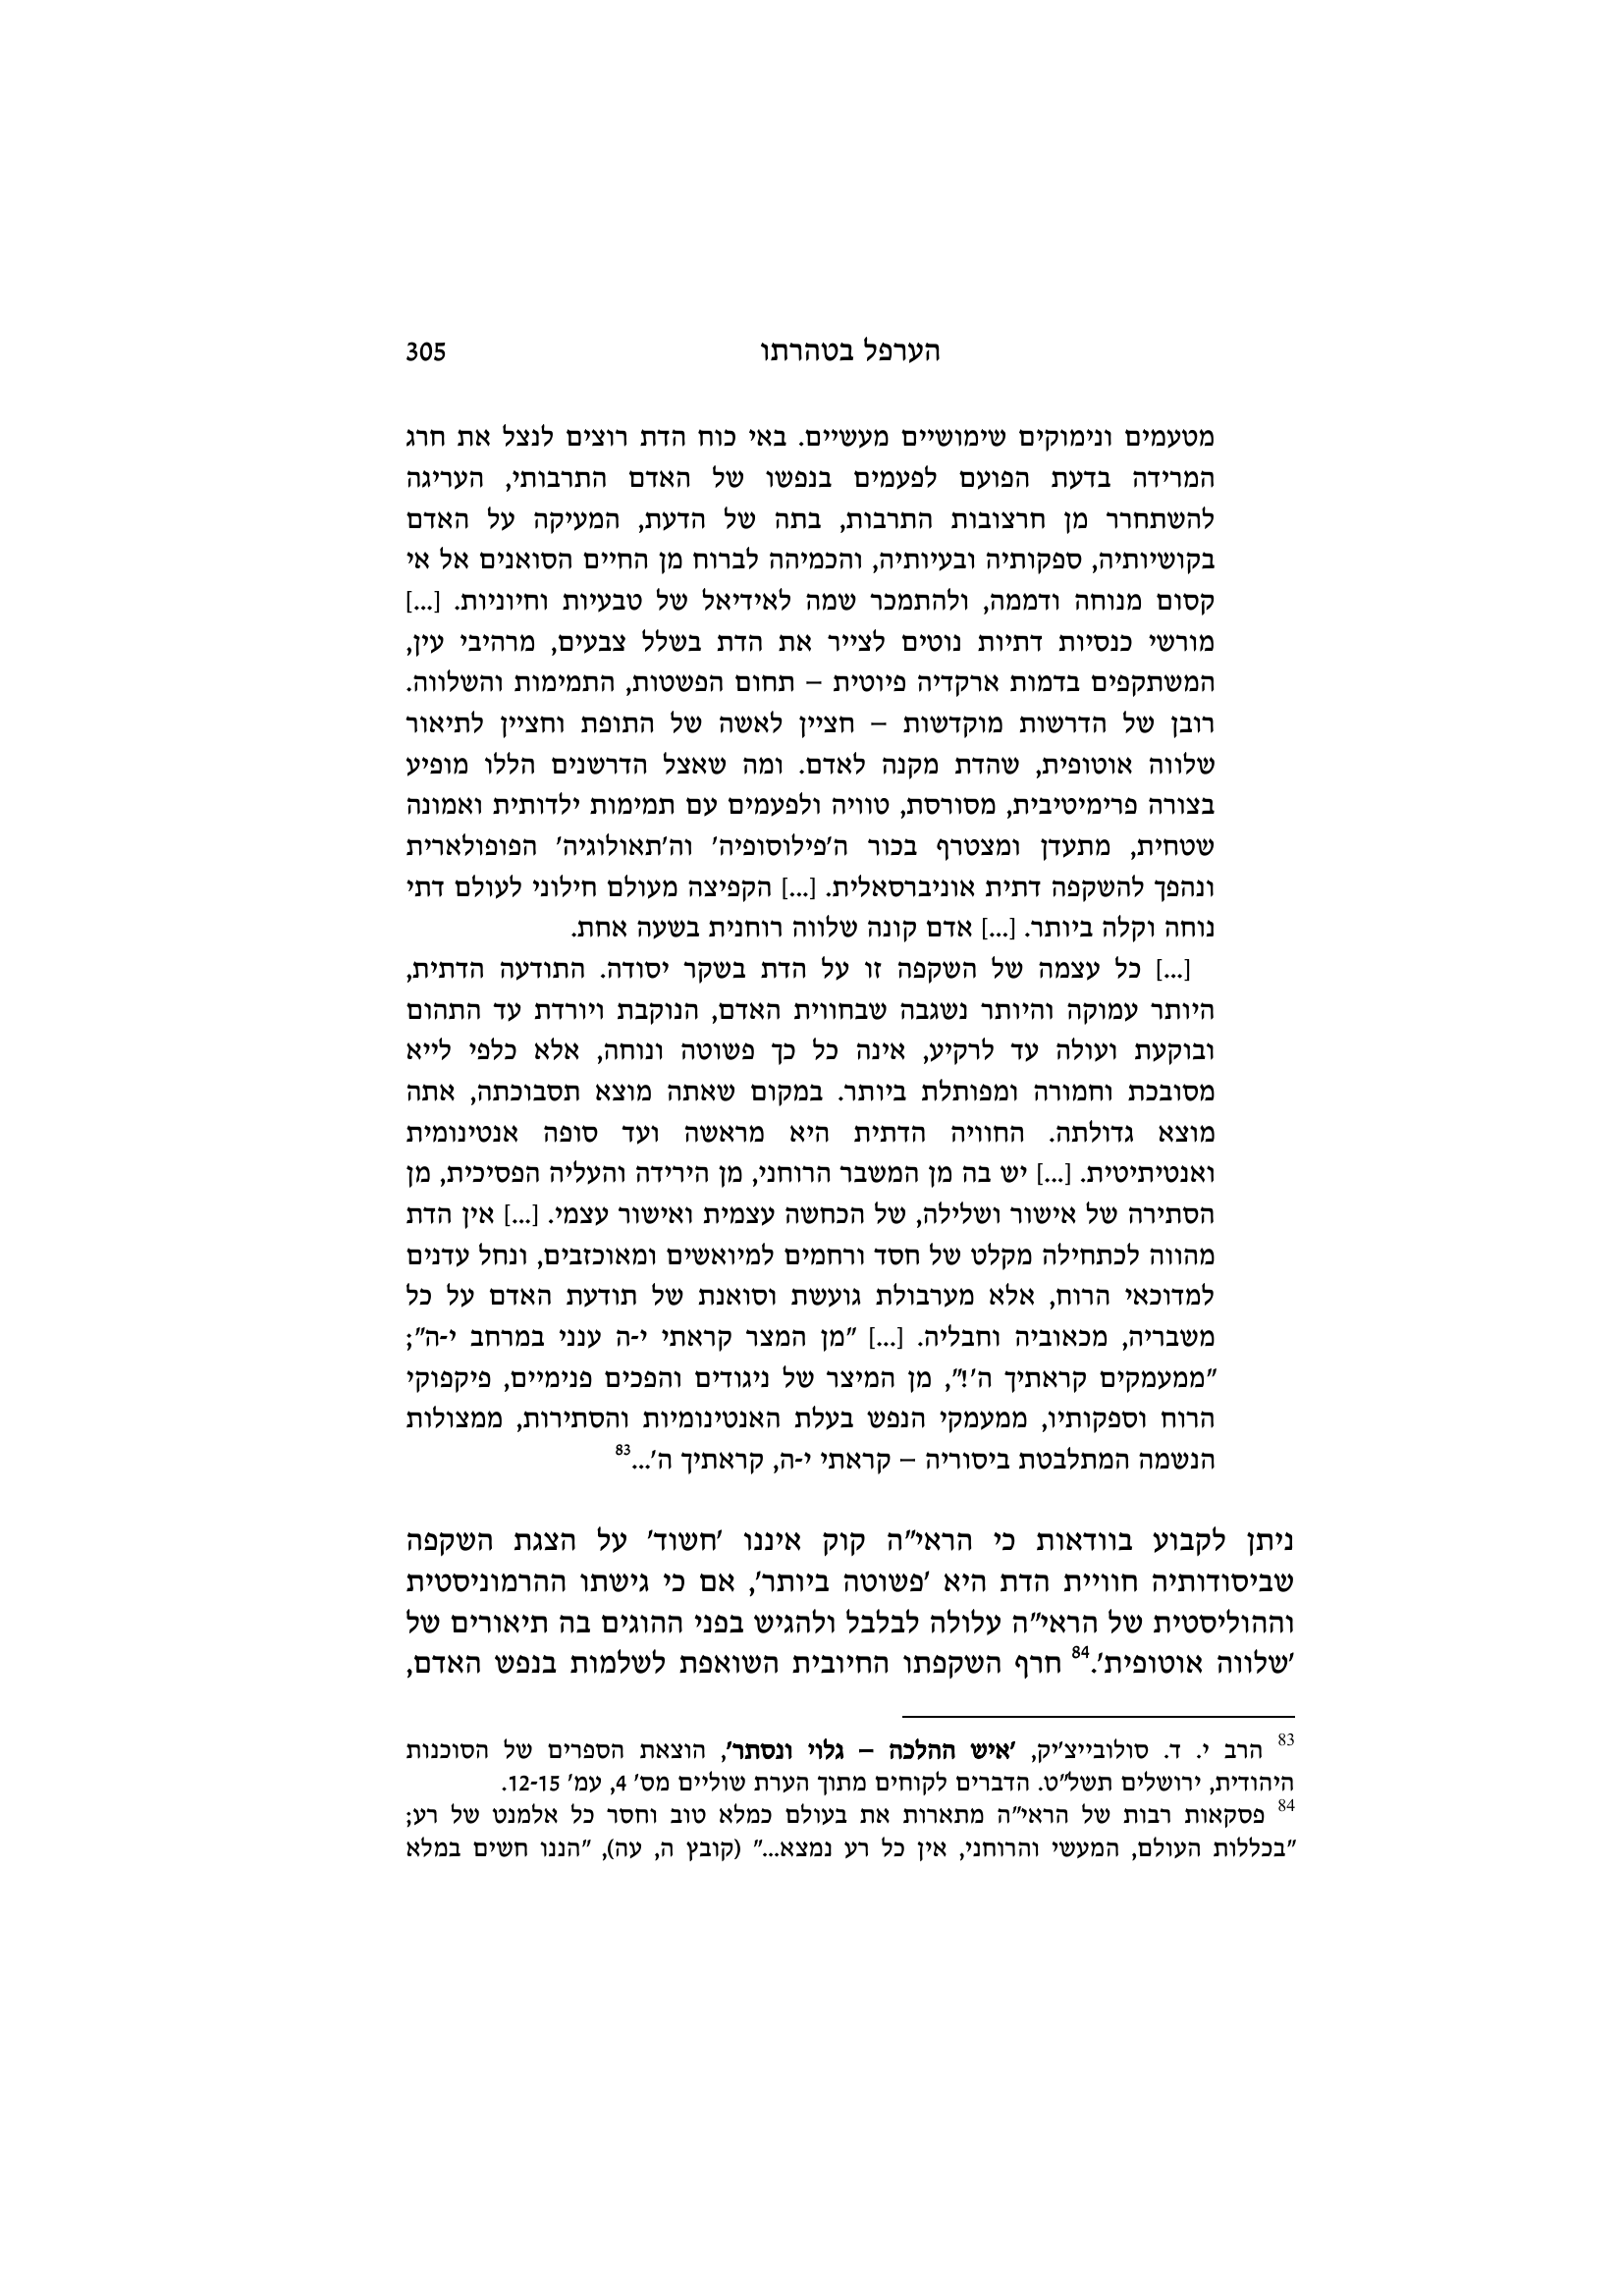 הערפל בטהרתו 305
מטעמים ונימוקים שימושיים מעשיים. באי כוח הדת רוצים לנצל את חרג
המרידה בדעת הפועם לפעמים בנפשו של האדם התרבותי, העריגה
להשתחרר מן חרצובות התרבות, בתה של הדעת, המעיקה על האדם
בקושיותיה, ספקותיה ובעיותיה, והכמיהה לברוח מן החיים הסואנים אל אי
קסום מנוחה ודממה, ולהתמכר שמה לאידיאל של טבעיות וחיוניות. [...]
מורשי כנסיות דתיות נוטים לצייר את הדת בשלל צבעים, מרהיבי עין,
המשתקפים בדמות ארקדיה פיוטית – תחום הפשטות, התמימות והשלווה.
רובן של הדרשות מוקדשות – חציין לאשה של התופת וחציין לתיאור
שלווה אוטופית, שהדת מקנה לאדם. ומה שאצל הדרשנים הללו מופיע
בצורה פרימיטיבית, מסורסת, טוויה ולפעמים עם תמימות ילדותית ואמונה
שטחית, מתעדן ומצטרף בכור ה'פילוסופיה' וה'תאולוגיה' הפופולארית
ונהפך להשקפה דתית אוניברסאלית. [...] הקפיצה מעולם חילוני לעולם דתי
נוחה וקלה ביותר. [...] אדם קונה שלווה רוחנית בשעה אחת.
[...] כל עצמה של השקפה זו על הדת בשקר יסודה. התודעה הדתית,
היותר עמוקה והיותר נשגבה שבחווית האדם, הנוקבת ויורדת עד התהום
ובוקעת ועולה עד לרקיע, אינה כל כך פשוטה ונוחה, אלא כלפי לייא
מסובכת וחמורה ומפותלת ביותר. במקום שאתה מוצא תסבוכתה, אתה
מוצא גדולתה. החוויה הדתית היא מראשה ועד סופה אנטינומית
ואנטיתיטית. [...] יש בה מן המשבר הרוחני, מן הירידה והעליה הפסיכית, מן
הסתירה של אישור ושלילה, של הכחשה עצמית ואישור עצמי. [...] אין הדת
מהווה לכתחילה מקלט של חסד ורחמים למיואשים ומאוכזבים, ונחל עדנים
למדוכאי הרוח, אלא מערבולת גועשת וסואנת של תודעת האדם על כל
משבריה, מכאוביה וחבליה. [...] "מן המצר קראתי י-ה ענני במרחב י-ה";
"ממעמקים קראתיך ה'!", מן המיצר של ניגודים והפכים פנימיים, פיקפוקי
הרוח וספקותיו, ממעמקי הנפש בעלת האנטינומיות והסתירות, ממצולות
הנשמה המתלבטת ביסוריה – קראתי י-ה, קראתיך ה'...83
ניתן לקבוע בוודאות כי הראי"ה קוק איננו 'חשוד' על הצגת השקפה
שביסודותיה חוויית הדת היא 'פשוטה ביותר', אם כי גישתו ההרמוניסטית
וההוליסטית של הראי"ה עלולה לבלבל ולהגיש בפני ההוגים בה תיאורים של
'שלווה אוטופית'.84 חרף השקפתו החיובית השואפת לשלמות בנפש האדם,
83 הרב י. ד. סולובייצ'יק, 'איש ההלכה – גלוי ונסתר', הוצאת הספרים של הסוכנות
היהודית, ירושלים תשל"ט. הדברים לקוחים מתוך הערת שוליים מס' 4, עמ' 12-15.
84 פסקאות רבות של הראי"ה מתארות את בעולם כמלא טוב וחסר כל אלמנט של רע;
"בכללות העולם, המעשי והרוחני, אין כל רע נמצא..." (קובץ ה, עה), "הננו חשים במלא